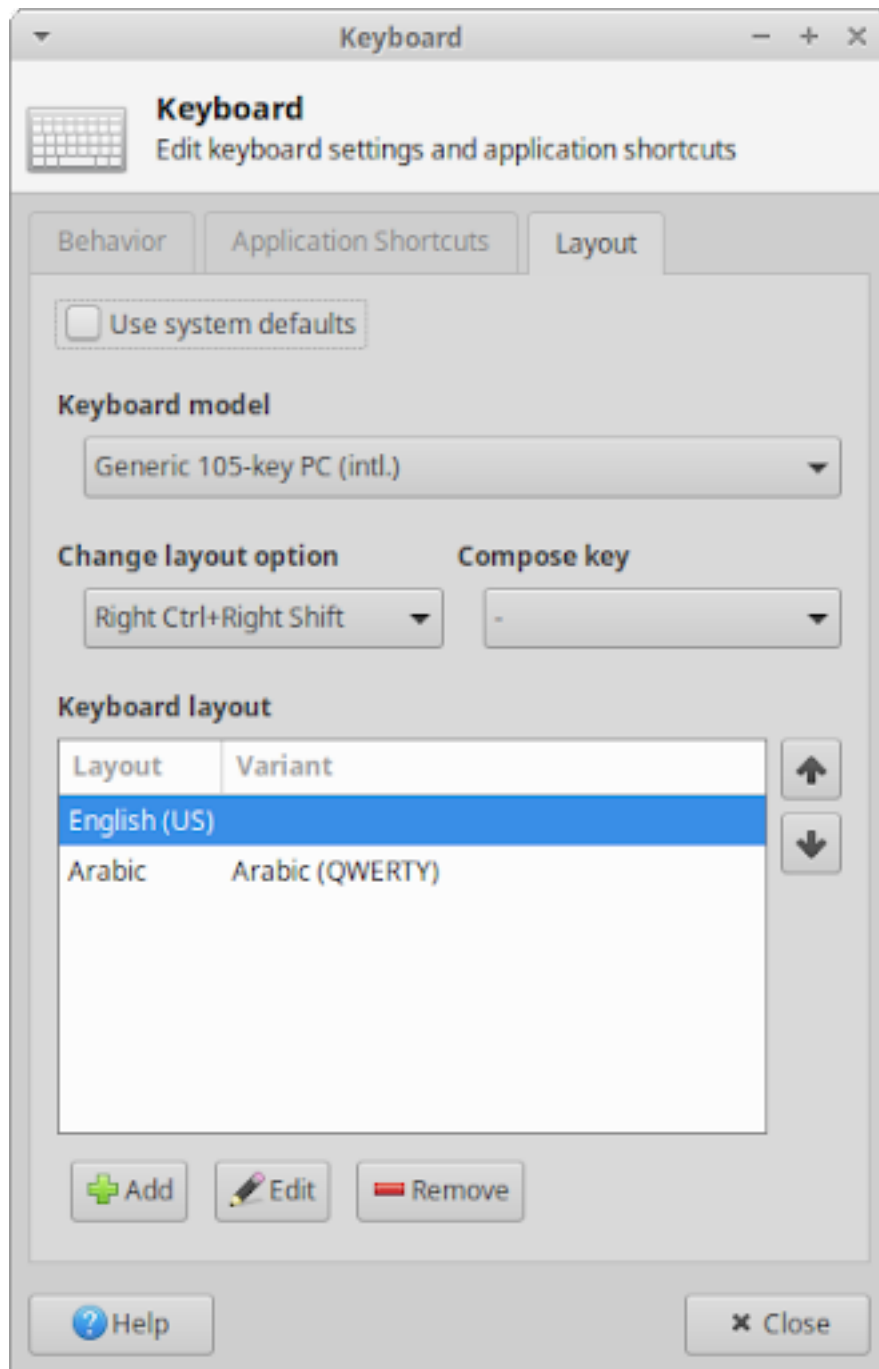 Keyboard
Keyboard
Edit keyboard settings and application shortcuts
Behavior Application Shortcuts Layout
Use system defaults
Keyboard model
Generic 105-key PC (intl.)
Change layout option Compose key
Right Ctrl+Right Shift -
Keyboard layout
Layout Variant
English (US)
Arabic Arabic (QWERTY)
Add Edit Remove
Help Close